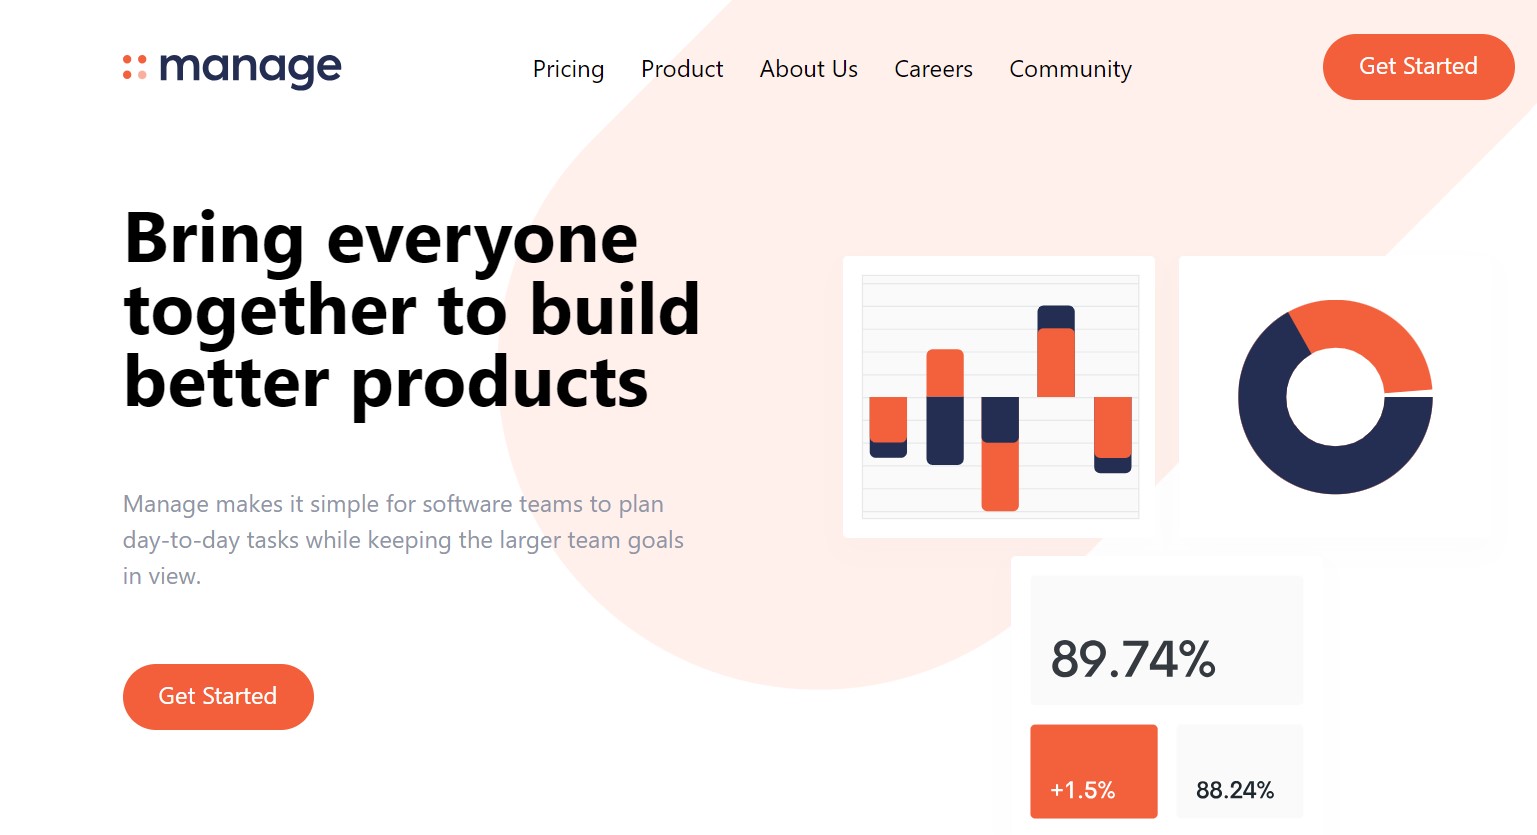 manage
Pricing Product About Us Careers Community
Get Started
Bring everyone
together to build
better products
Manage makes it simple for software teams to plan
day-to-day tasks while keeping the larger team goals
in view.
Get Started
89.74%
+1.5%
88.24%